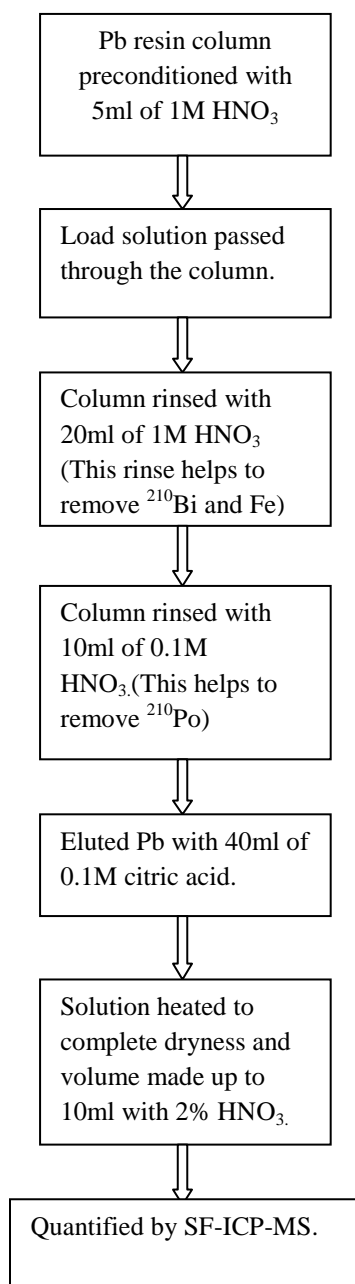 Pb resin column
preconditioned with
5ml of 1M HNO₃
Load solution passed
through the column.
Column rinsed with
20ml of 1M HNO₃
(This rinse helps to
remove ²¹⁰Bi and Fe)
Column rinsed with
10ml of 0.1M
HNO₃.(This helps to
remove ²¹⁰Po)
Eluted Pb with 40ml of
0.1M citric acid.
Solution heated to
complete dryness and
volume made up to
10ml with 2% HNO₃.
Quantified by SF-ICP-MS.